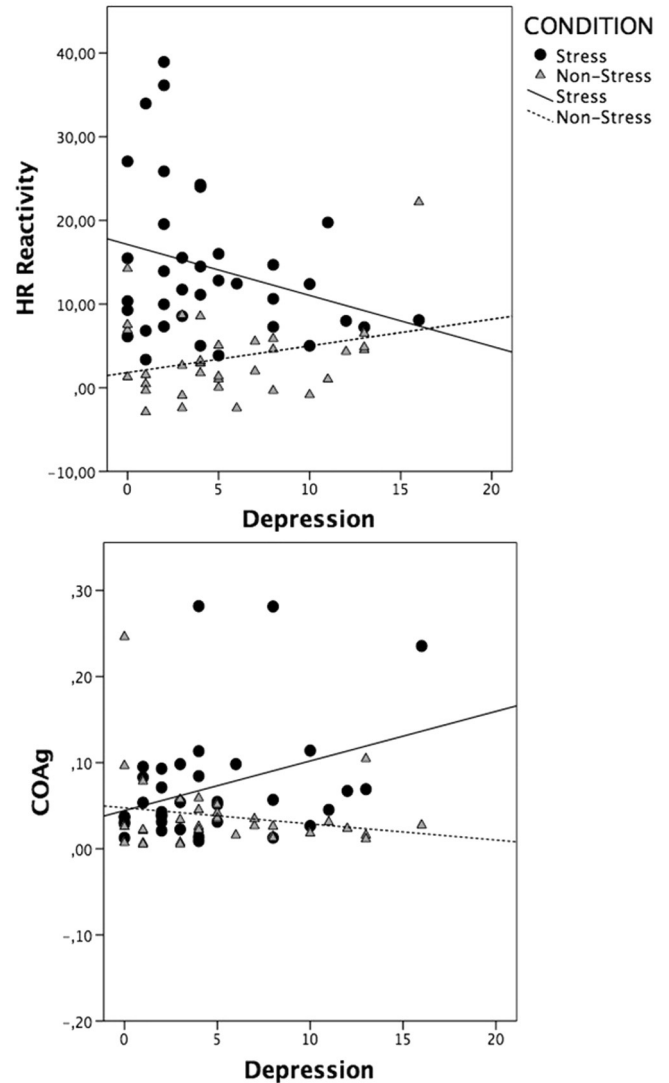 CONDITION
Stress
Non-Stress
Stress
Non-Stress
HR Reactivity
40,00
30,00
20,00
10,00
,00
−10,00
0 5 10 15 20
Depression
COAg
,30
,20
,10
,00
−,10
−,20
0 5 10 15 20
Depression